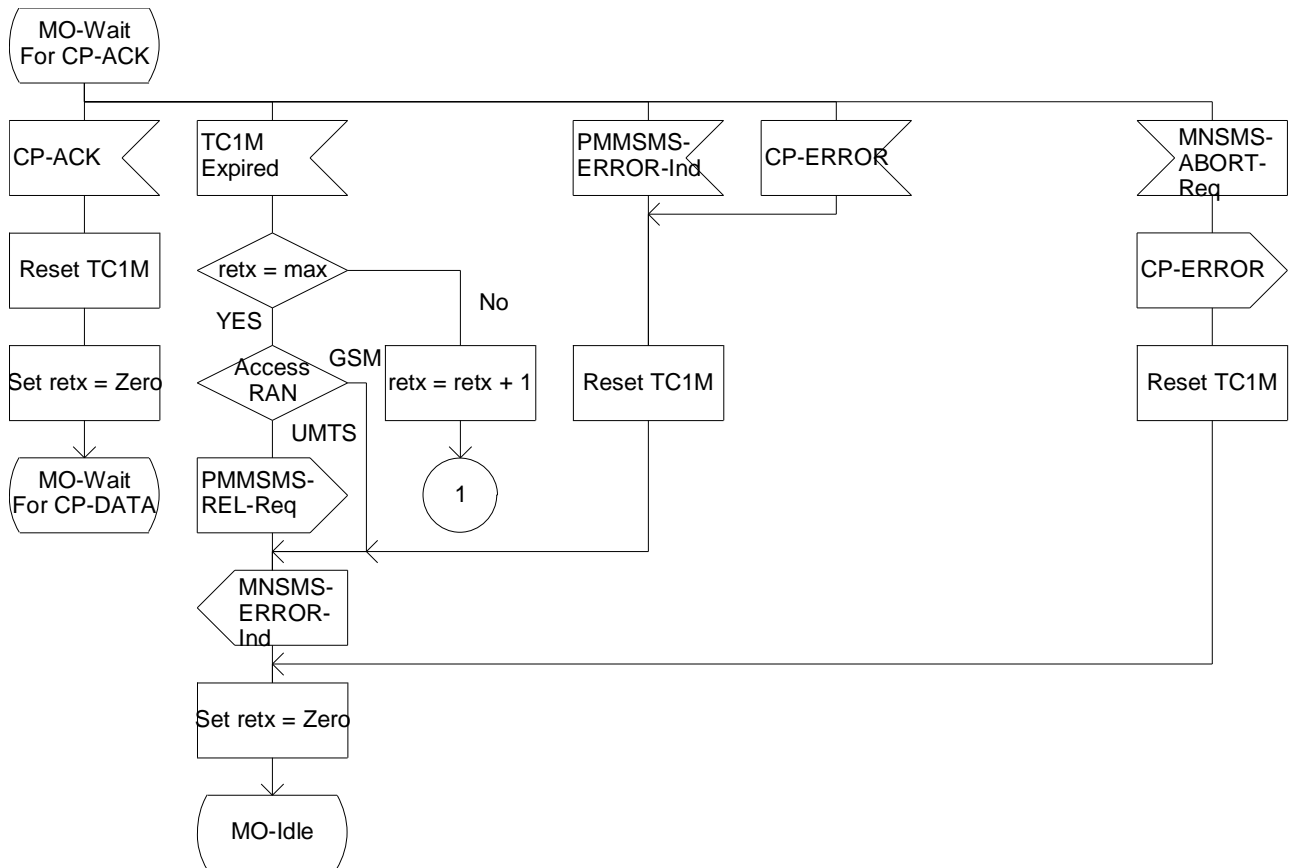 MO-Wait
For CP-ACK
CP-ACK
TC1M
Expired
PMMSMS-
ERROR-Ind
CP-ERROR
MNSMS-
ABORT-
Req
Reset TC1M
retx = max
No
CP-ERROR
YES
Set retx = Zero
Access
RAN
GSM
retx = retx + 1
Reset TC1M
Reset TC1M
UMTS
MO-Wait
For CP-DATA
PMMSMS-
REL-Req
1
MNSMS-
ERROR-
Ind
Set retx = Zero
MO-Idle